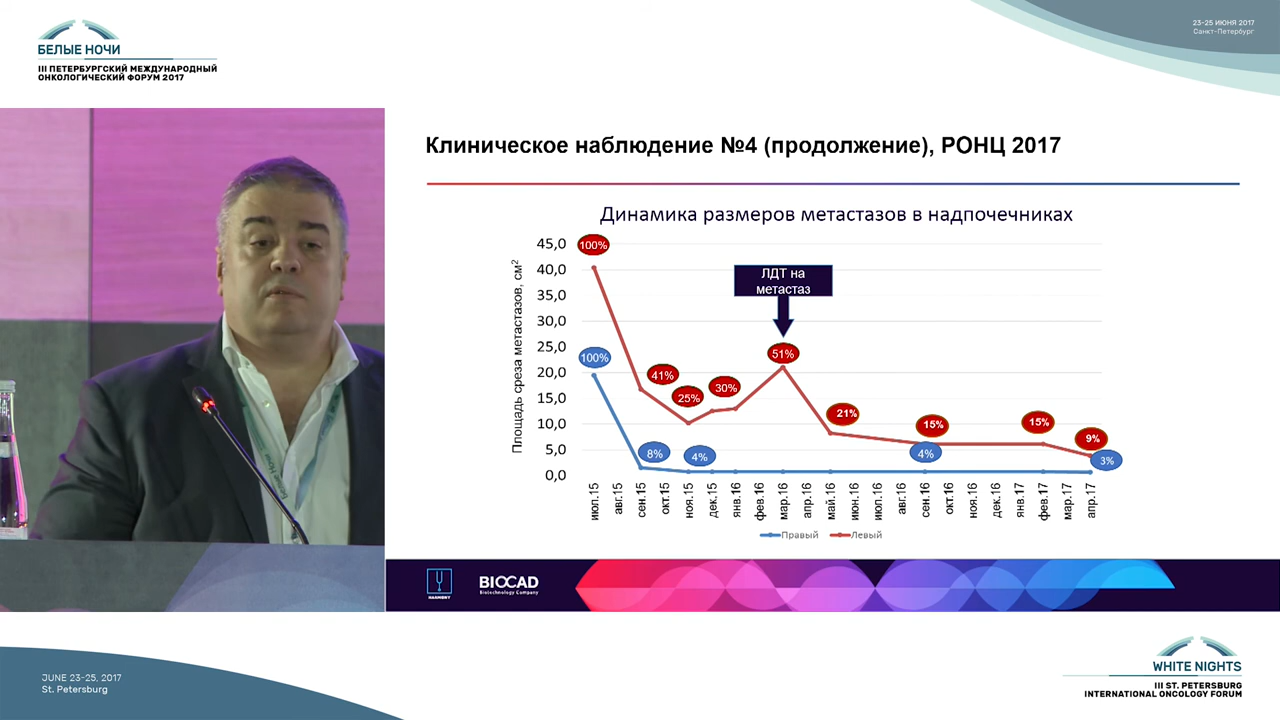 БЕЛЫЕ НОЧИ
III ПЕТЕРБУРГСКИЙ МЕЖДУНАРОДНЫЙ
ОНКОЛОГИЧЕСКИЙ ФОРУМ 2017
23-25 ИЮНЯ 2017
Санкт-Петербург
Клиническое наблюдение №4 (продолжение), РОНЦ 2017
Динамика размеров метастазов в надпочечниках
Площадь среза метастазов, см²
45,0
40,0
35,0
30,0
25,0
20,0
15,0
10,0
5,0
0,0
100%
41%
25%
30%
51%
21%
15%
15%
9%
100%
8%
4%
4%
3%
ЛДТ на
метастаз
июл.15
авг.15
сен.15
окт.15
ноя.15
дек.15
янв.16
фев.16
мар.16
апр.16
май.16
июн.16
июл.16
авг.16
сен.16
окт.16
ноя.16
дек.16
янв.17
фев.17
мар.17
апр.17
Правый
Левый
HARMONY
BIOCAD
Biotechnology Company
JUNE 23-25, 2017
St. Petersburg
WHITE NIGHTS
III ST. PETERSBURG
INTERNATIONAL ONCOLOGY FORUM